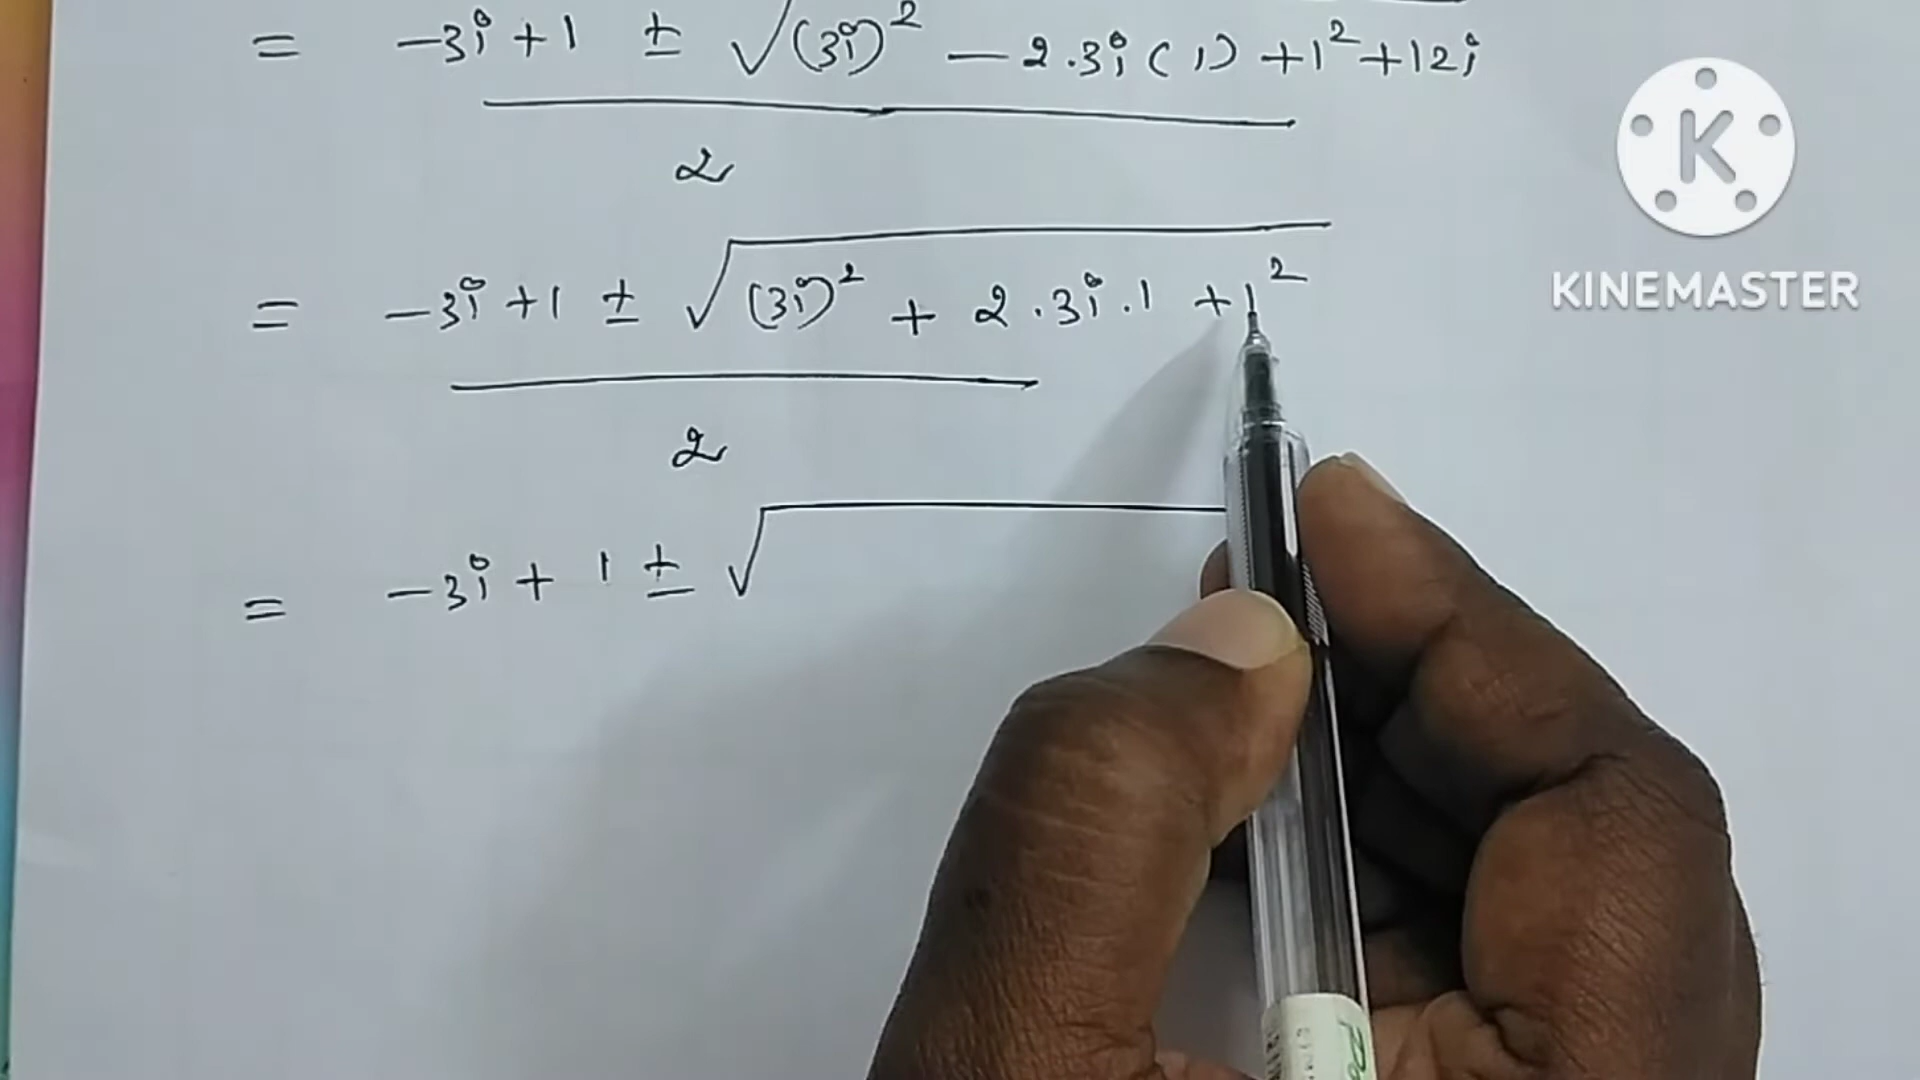 = -3i + 1 ± √(3i)² - 2.3i(1) + 1² + 12i
2
= -3i + 1 ± √(3i)² + 2.3i.1 + 1²
2
= -3i + 1 ± √
K
KINEMASTER